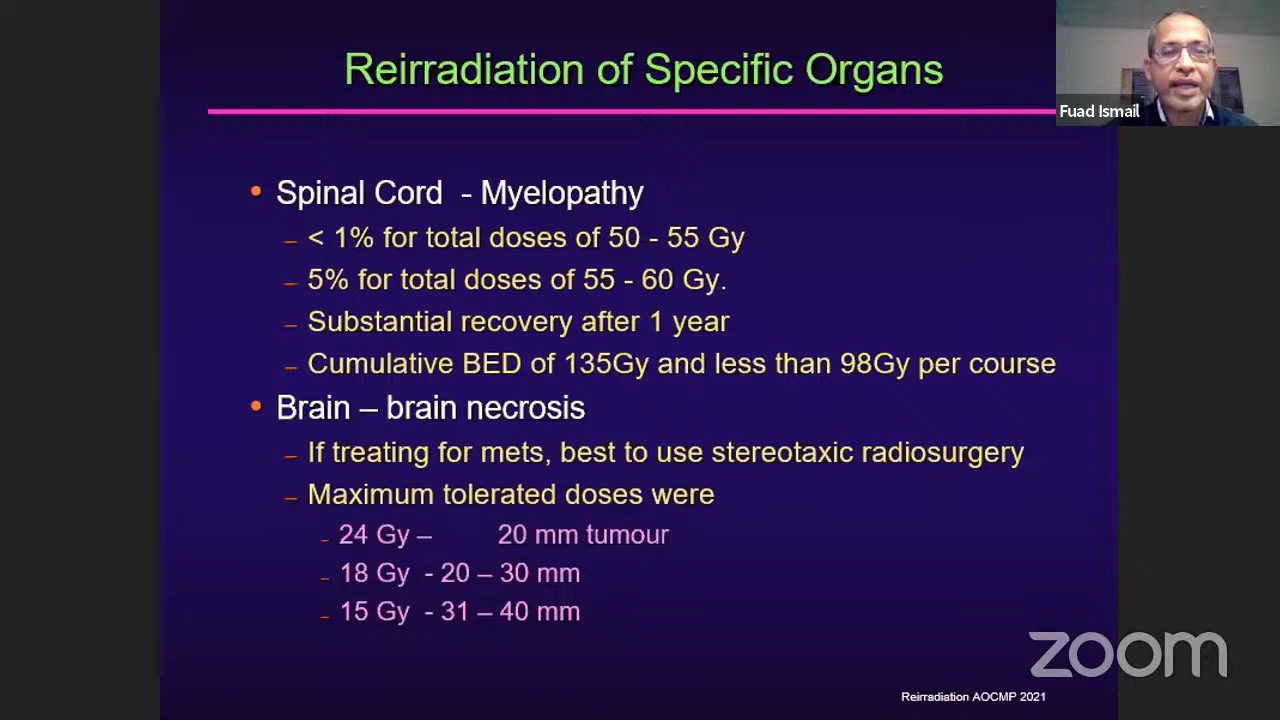 Reirradiation of Specific Organs
Fuad Ismail
• Spinal Cord - Myelopathy
– < 1% for total doses of 50 - 55 Gy
– 5% for total doses of 55 - 60 Gy.
– Substantial recovery after 1 year
– Cumulative BED of 135Gy and less than 98Gy per course
• Brain – brain necrosis
– If treating for mets, best to use stereotaxic radiosurgery
– Maximum tolerated doses were
– 24 Gy – 20 mm tumour
– 18 Gy - 20 – 30 mm
– 15 Gy - 31 – 40 mm
zoom
Reirradiation AOCMP 2021